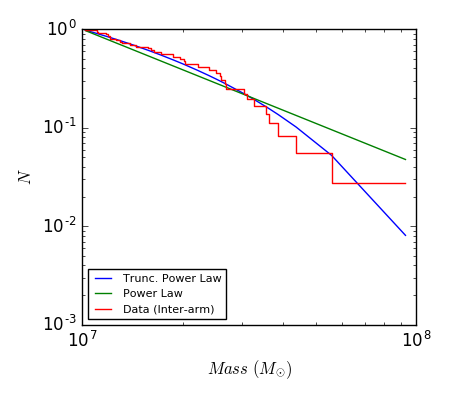 10^0
10^-1
10^-2
10^-3
N
Trunc. Power Law
Power Law
Data (Inter-arm)
10^7
10^8
Mass (M_⊙)